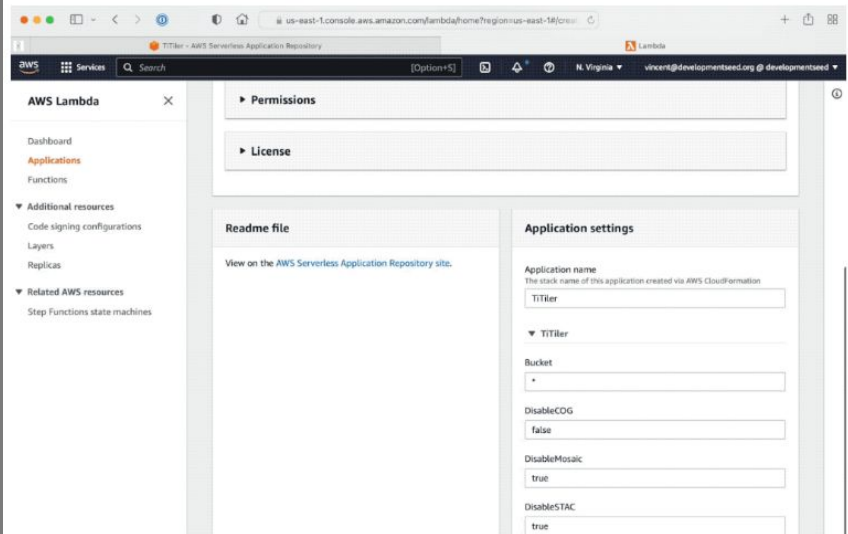 us-east-1.console.aws.amazon.com/lambda/home?region=us-east-1#/creat
TiTiler - AWS Serverless Application Repository
Lambda
aws
Services
Search
[Option+S]
N. Virginia
vincent@developmentseed.org @ developmentseed
AWS Lambda
Dashboard
Applications
Functions
Additional resources
Code signing configurations
Layers
Replicas
Related AWS resources
Step Functions state machines
Permissions
License
Readme file
View on the AWS Serverless Application Repository site.
Application settings
Application name
The stack name of this application created via AWS CloudFormation
TiTiler
TiTiler
Bucket
*
DisableCOG
false
DisableMosaic
true
DisableSTAC
true